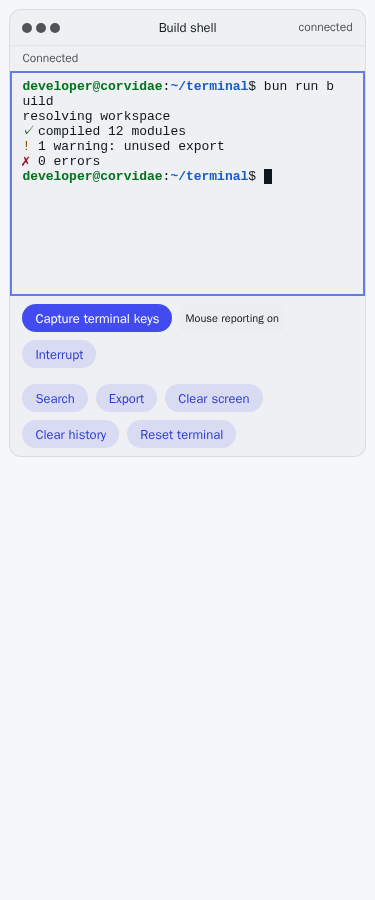 Build shell
connected
Connected
developer@corvidae:~/terminal$ bun run b
uild
resolving workspace
✓ compiled 12 modules
! 1 warning: unused export
✗ 0 errors
developer@corvidae:~/terminal$
Capture terminal keys
Mouse reporting on
Interrupt
Search
Export
Clear screen
Clear history
Reset terminal